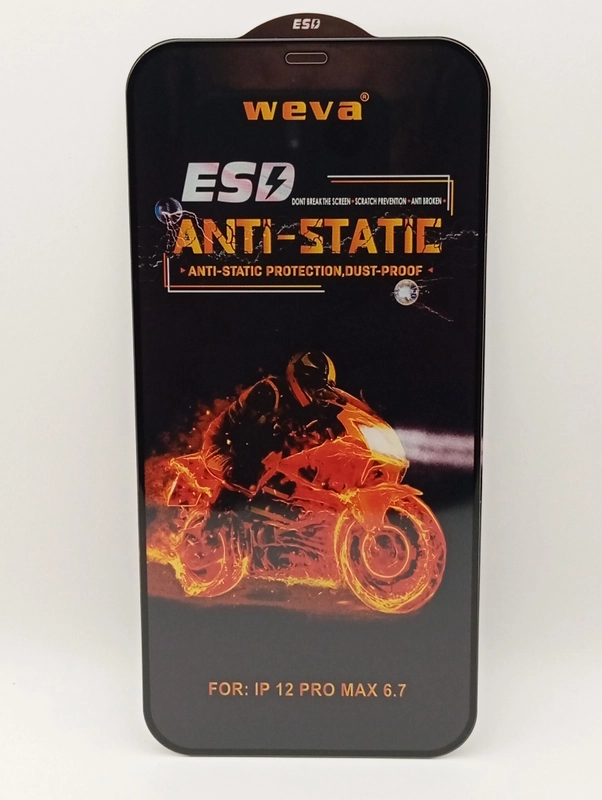 ESD
weva®
ESD
DONT BREAK THE SCREEN • SCRATCH PREVENTION • ANTI BROKEN •
ANTI-STATIC
ANTI-STATIC PROTECTION,DUST-PROOF
FOR: IP 12 PRO MAX 6.7